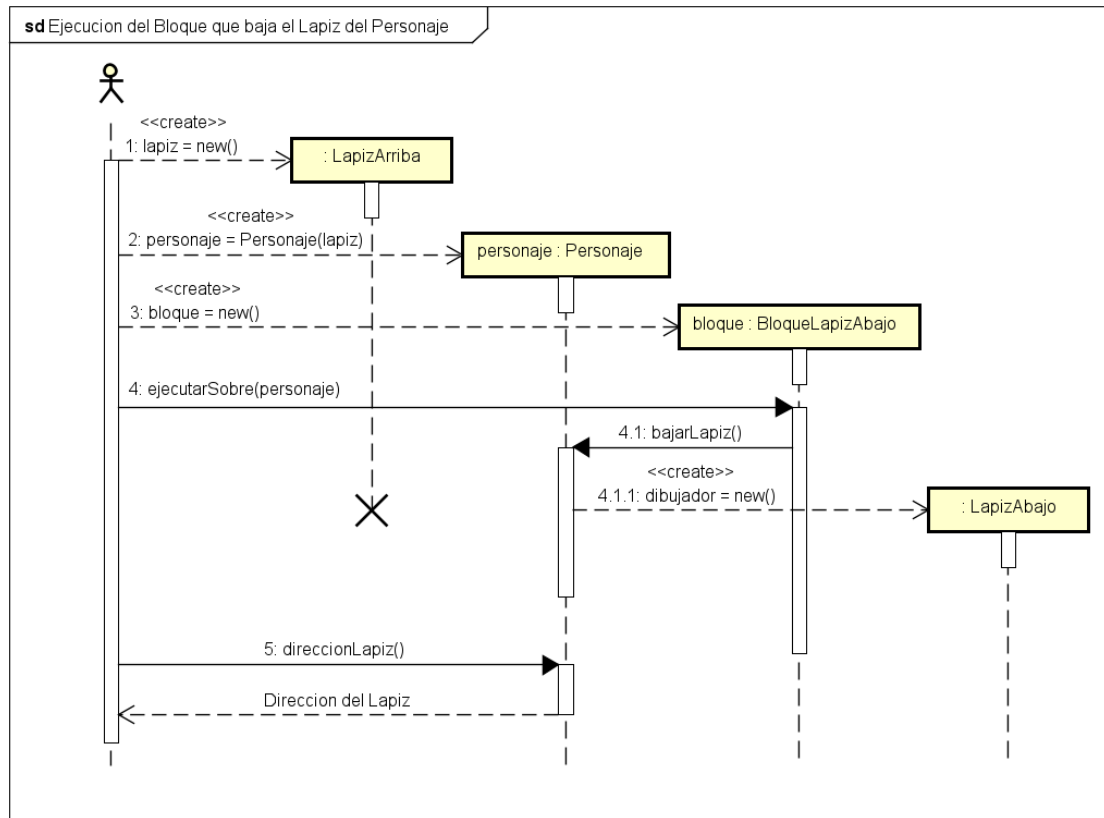 sd Ejecucion del Bloque que baja el Lapiz del Personaje
<<create>>
1: lapiz = new()
: LapizArriba
<<create>>
2: personaje = Personaje(lapiz)
personaje : Personaje
<<create>>
3: bloque = new()
bloque : BloqueLapizAbajo
4: ejecutarSobre(personaje)
4.1: bajarLapiz()
<<create>>
4.1.1: dibujador = new()
: LapizAbajo
5: direccionLapiz()
Direccion del Lapiz